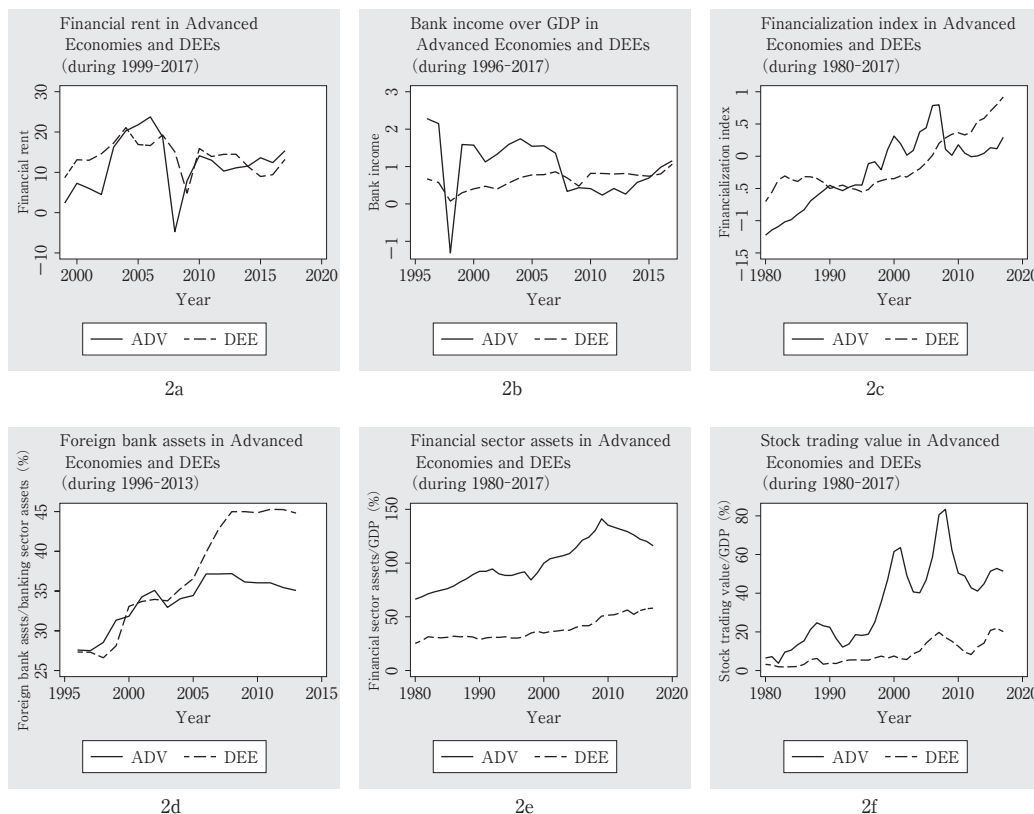 Financial rent in Advanced
Economies and DEEs
(during 1999-2017)
Financial rent
30
20
10
0
−10
2000
2005
2010
2015
2020
Year
ADV
DEE
2a
Bank income over GDP in
Advanced Economies and DEEs
(during 1996-2017)
Bank income
3
2
1
0
−1
1995
2000
2005
2010
2015
Year
ADV
DEE
2b
Financialization index in Advanced
Economies and DEEs
(during 1980-2017)
Financialization index
1
.5
0
.5
−1
−15
1980
1990
2000
2010
2020
Year
ADV
DEE
2c
Foreign bank assets in Advanced
Economies and DEEs
(during 1996-2013)
Foreign bank assts/banking sector assets (%)
45
40
35
30
25
1995
2000
2005
2010
2015
Year
ADV
DEE
2d
Financial sector assets in Advanced
Economies and DEEs
(during 1980-2017)
Financial sector assets/GDP (%)
150
100
50
0
1980
1990
2000
2010
2020
Year
ADV
DEE
2e
Stock trading value in Advanced
Economies and DEEs
(during 1980-2017)
Stock trading value/GDP (%)
80
60
40
20
0
1980
1990
2000
2010
2020
Year
ADV
DEE
2f